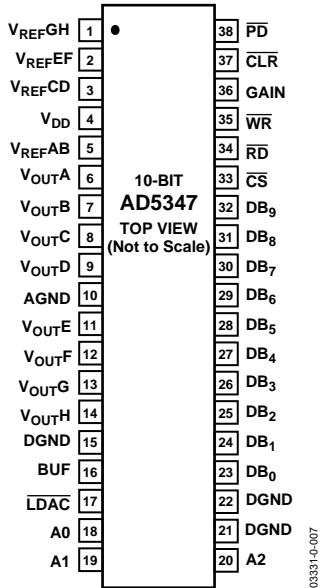 VREFGH 1
VREFEF 2
VREFCD 3
VDD 4
VREFAB 5
VOUTA 6
VOUTB 7
VOUTC 8
VOUTD 9
AGND 10
VOUTE 11
VOUTF 12
VOUTG 13
VOUTH 14
DGND 15
BUF 16
LDAC 17
A0 18
A1 19
10-BIT
AD5347
TOP VIEW
(Not to Scale)
38 PD
37 CLR
36 GAIN
35 WR
34 RD
33 CS
32 DB9
31 DB8
30 DB7
29 DB6
28 DB5
27 DB4
26 DB3
25 DB2
24 DB1
23 DB0
22 DGND
21 DGND
20 A2
03331-0-007